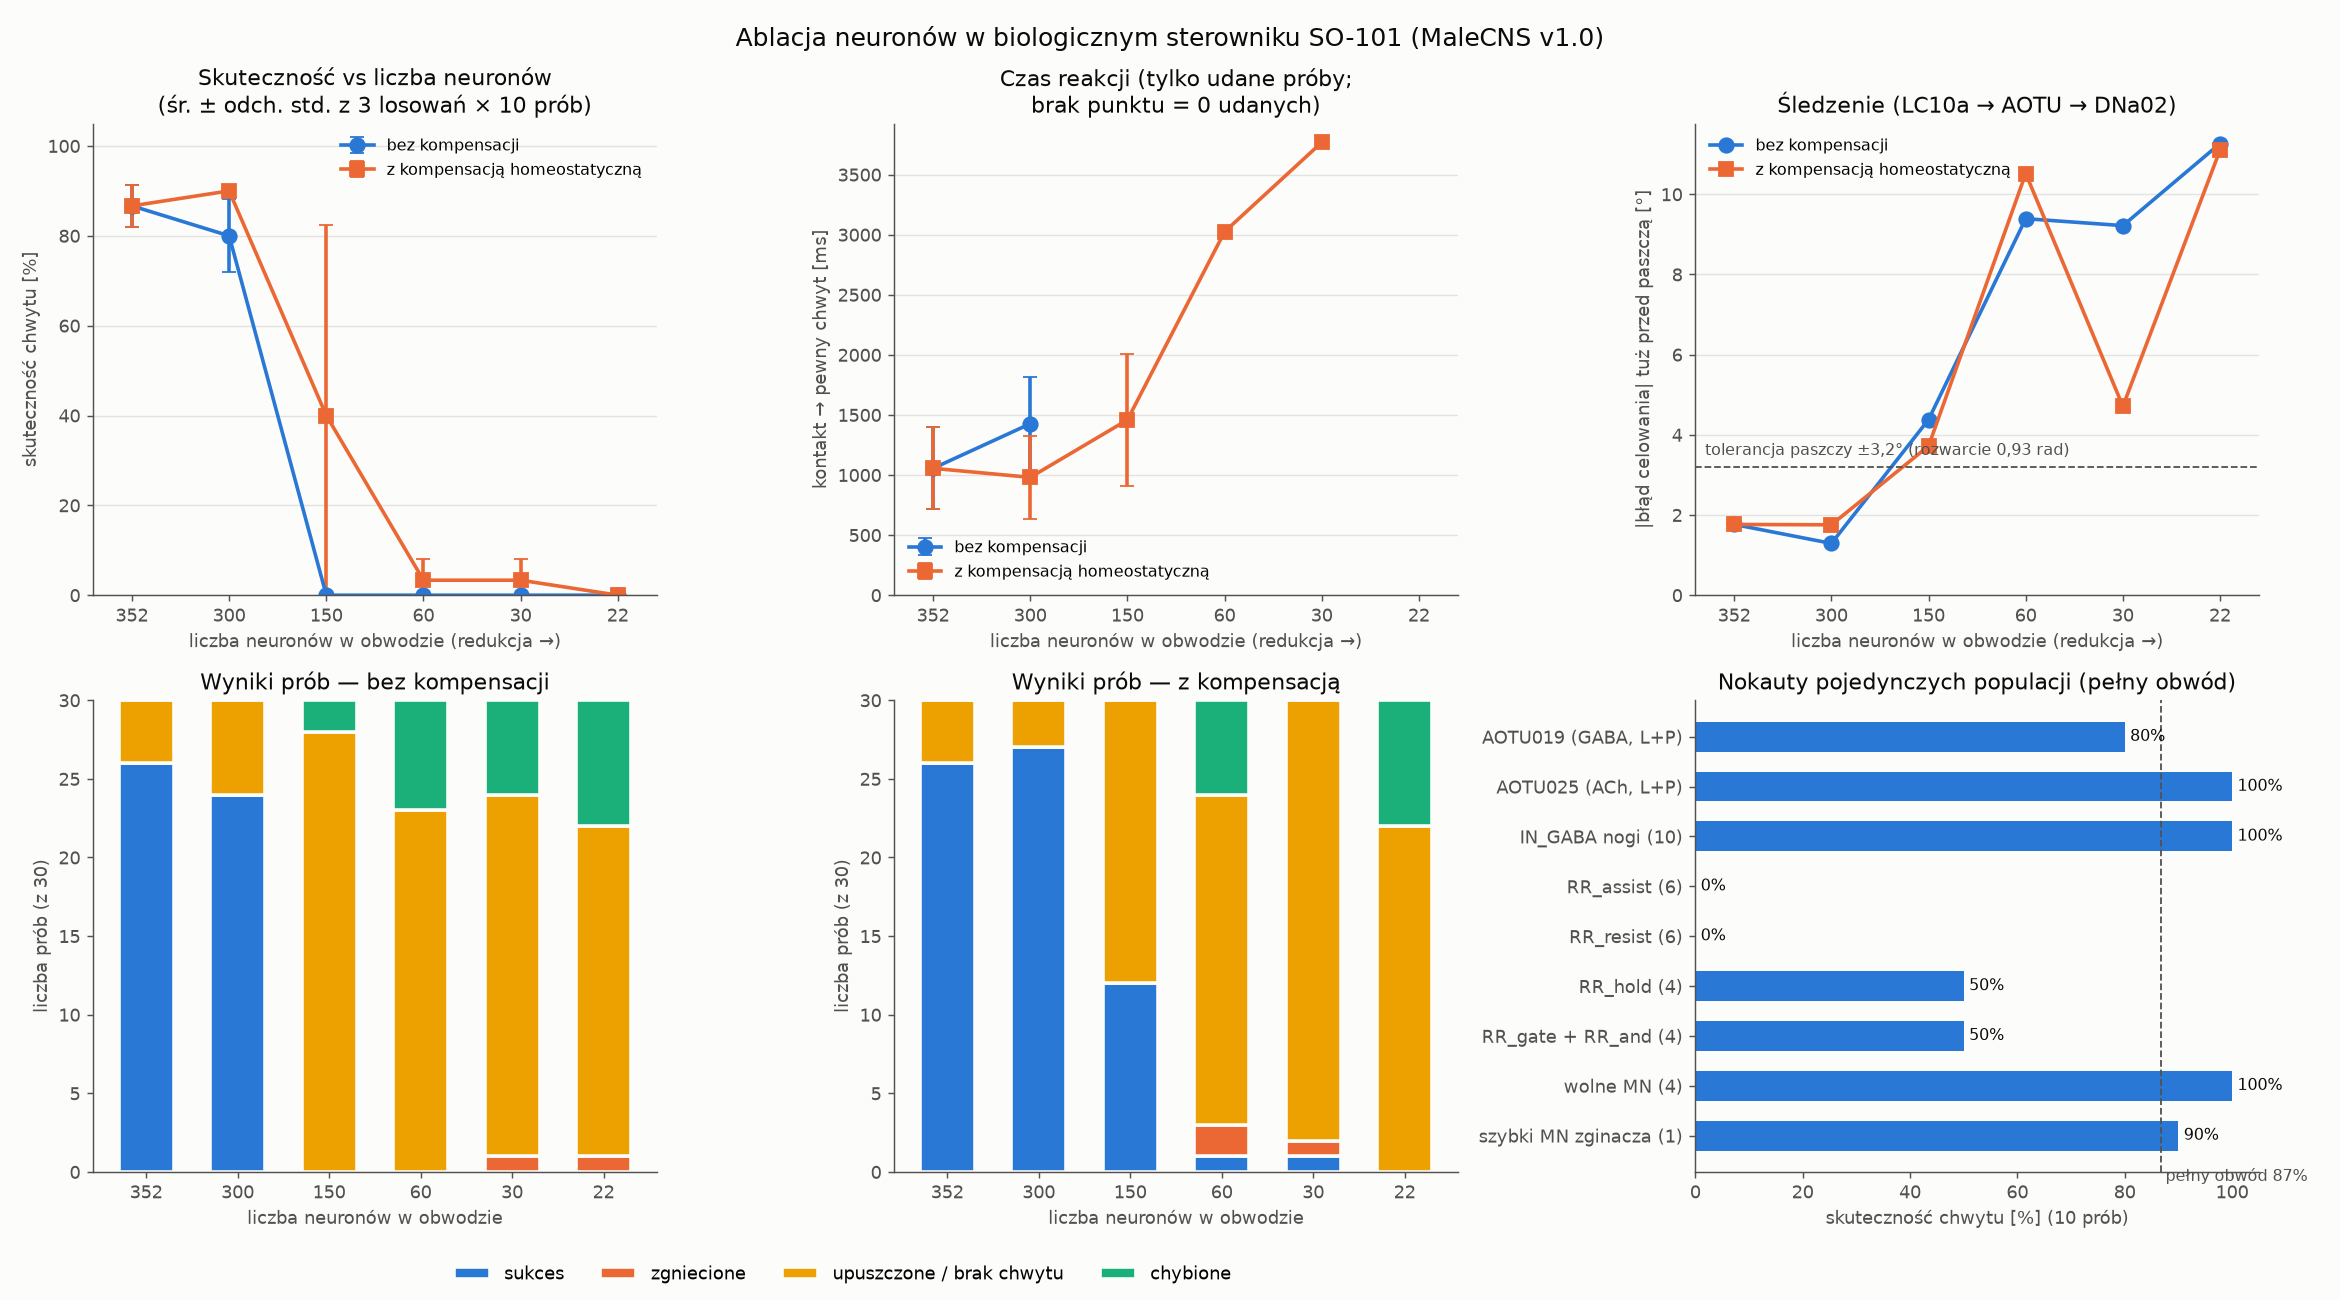 Ablacja neuronów w biologicznym sterowniku SO-101 (MaleCNS v1.0)
Skuteczność vs liczba neuronów
(śr. ± odch. std. z 3 losowań × 10 prób)
bez kompensacji
z kompensacją homeostatyczną
skuteczność chwytu [%]
100
80
60
40
20
0
352 300 150 60 30 22
liczba neuronów w obwodzie (redukcja →)
Czas reakcji (tylko udane próby;
brak punktu = 0 udanych)
kontakt → pewny chwyt [ms]
3500
3000
2500
2000
1500
1000
500
0
bez kompensacji
z kompensacją homeostatyczną
352 300 150 60 30 22
liczba neuronów w obwodzie (redukcja →)
Śledzenie (LC10a → AOTU → DNa02)
bez kompensacji
z kompensacją homeostatyczną
|błąd celowania| tuż przed paszczą [°]
10
8
6
4
2
0
tolerancja paszczy ±3,2° (rozwarcie 0,93 rad)
352 300 150 60 30 22
liczba neuronów w obwodzie (redukcja →)
Wyniki prób — bez kompensacji
liczba prób (z 30)
30
25
20
15
10
5
0
352 300 150 60 30 22
liczba neuronów w obwodzie
Wyniki prób — z kompensacją
liczba prób (z 30)
30
25
20
15
10
5
0
352 300 150 60 30 22
liczba neuronów w obwodzie
Nokauty pojedynczych populacji (pełny obwód)
AOTU019 (GABA, L+P) 80%
AOTU025 (ACh, L+P) 100%
IN_GABA nogi (10) 100%
RR_assist (6) 0%
RR_resist (6) 0%
RR_hold (4) 50%
RR_gate + RR_and (4) 50%
wolne MN (4) 100%
szybki MN zginacza (1) 90%
pełny obwód 87%
0 20 40 60 80 100
skuteczność chwytu [%] (10 prób)
sukces zgniecione upuszczone / brak chwytu chybione